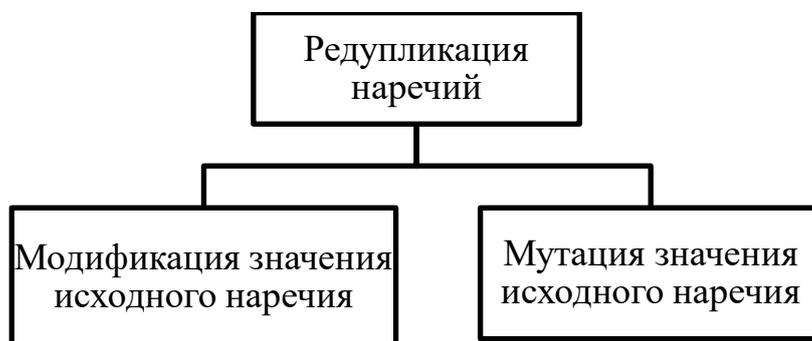 Редупликация
наречий
Модификация значения
исходного наречия
Мутация значения
исходного наречия